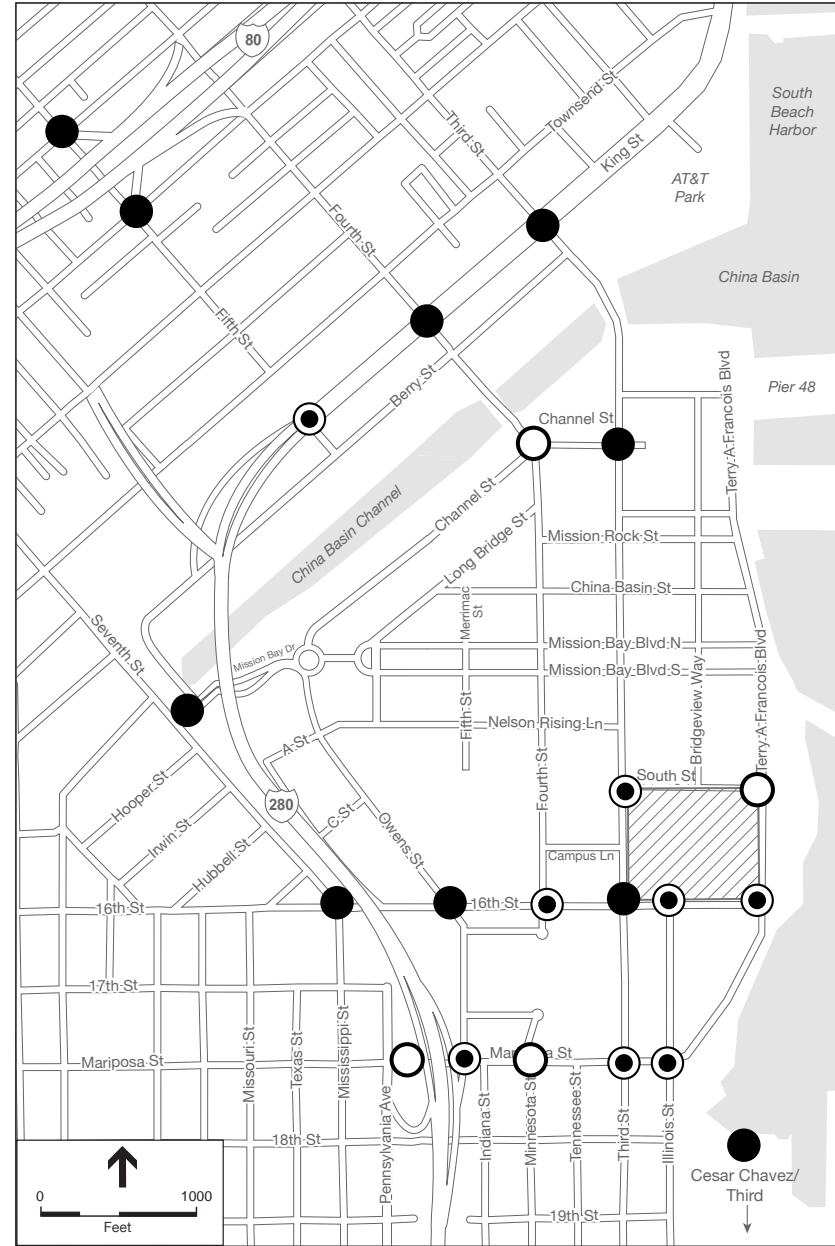 80
South
Beach
Harbor
Townsend St
Third St
King St
AT&T
Park
Fourth St
China Basin
Fifth St
Terry A Francois Blvd
Berry St
Pier 48
Channel St
Channel St
China Basin Channel
Long Bridge St
Mission Rock St
China Basin St
Merrimac
St
Seventh St
Mission Bay Dr
Mission Bay Blvd N
Mission Bay Blvd S
Bridgeview Way
Terry A Francois Blvd
Fifth St
Nelson Rising Ln
A St
Fourth St
South St
Hooper St
280
C St
Irwin St
Owens St
Hubbell St
Campus Ln
16th St
16th St
17th St
Mariposa St
Missouri St
Texas St
Mississippi St
Pennsylvania Ave
Indiana St
Minnesota St
Tennessee St
Third St
Illinois St
18th St
Cesar Chavez/
Third
0
1000
Feet
19th St